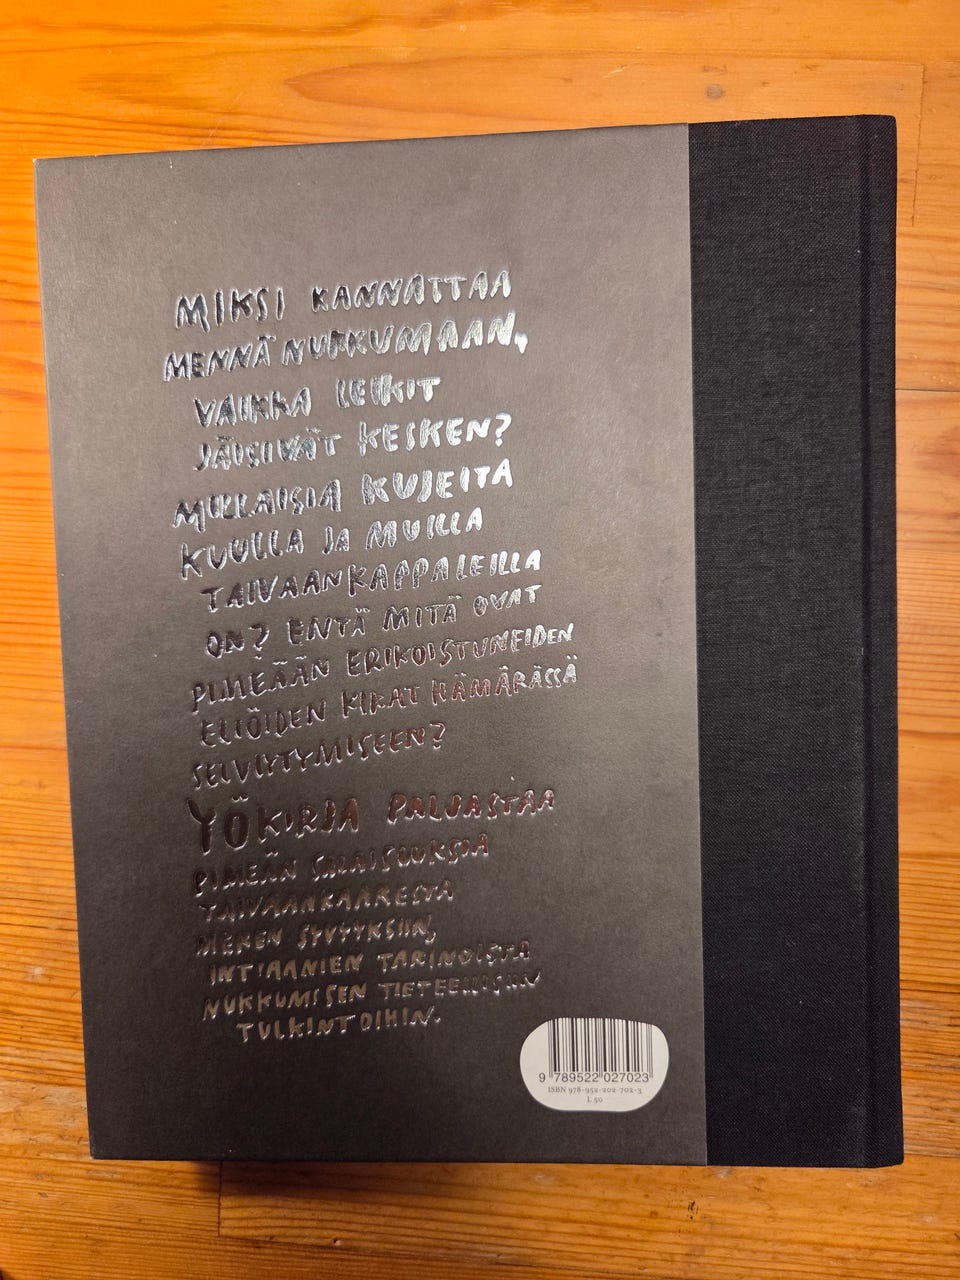 MIKSI KANNATTAA
MENNÄ NUKKUMAAN,
VAIKKA LEIKIT
JÄISIVÄT KESKEN?
MILLAISIA KUJEITA
KUULLA JA MUILLA
TAIVAANKAPPALEILLA
ON? ENTÄ MITÄ OVAT
PIMEÄÄN ERIKOISTUNEIDEN
ELIÖIDEN KIKAT HÄMÄRÄSSÄ
SELVIYTYMISEEN?
YÖKIRJA PALJASTAA
PIMEÄN SALAISUUKSIA
TAIVAANKAARESTA
MEREN SYVYYKSIIN,
INTIAANIEN TARINOISTA
NUKKUMISEN TIETEELLISIIN
TULKINTOIHIN.
9 789522 027023
ISBN 978-952-202-702-3
L 50